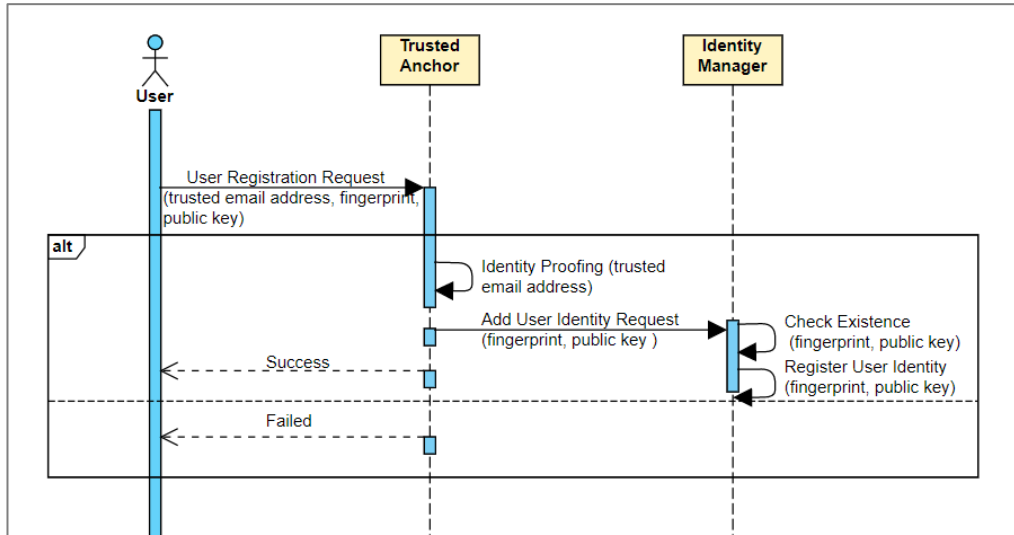 Trusted
Anchor
Identity
Manager
User
User Registration Request
(trusted email address, fingerprint,
public key)
alt
Identity Proofing (trusted
email address)
Add User Identity Request
(fingerprint, public key )
Check Existence
(fingerprint, public key)
Success
Register User Identity
(fingerprint, public key)
Failed